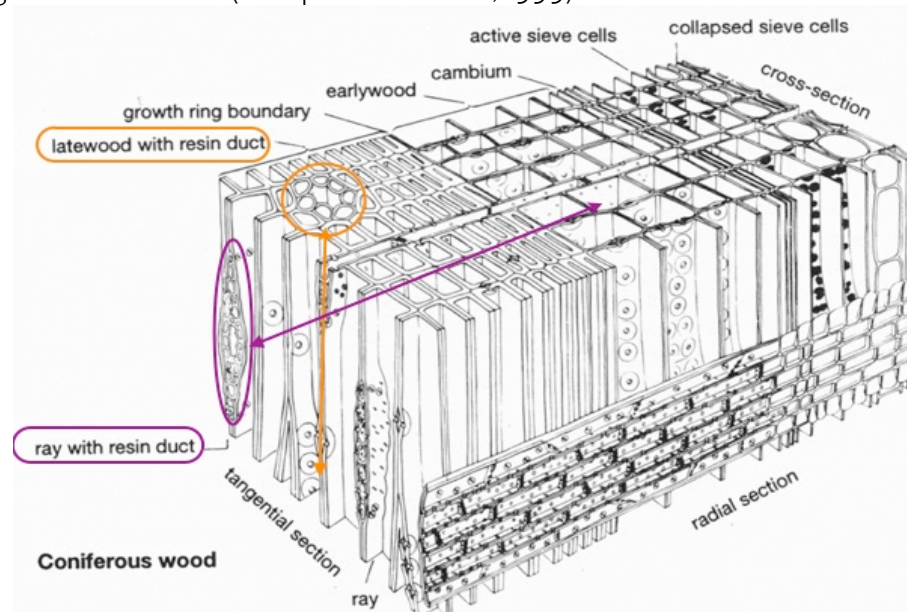 active sieve cells
collapsed sieve cells
cambium
cross-section
earlywood
growth ring boundary
latewood with resin duct
ray with resin duct
tangential section
radial section
Coniferous wood
ray